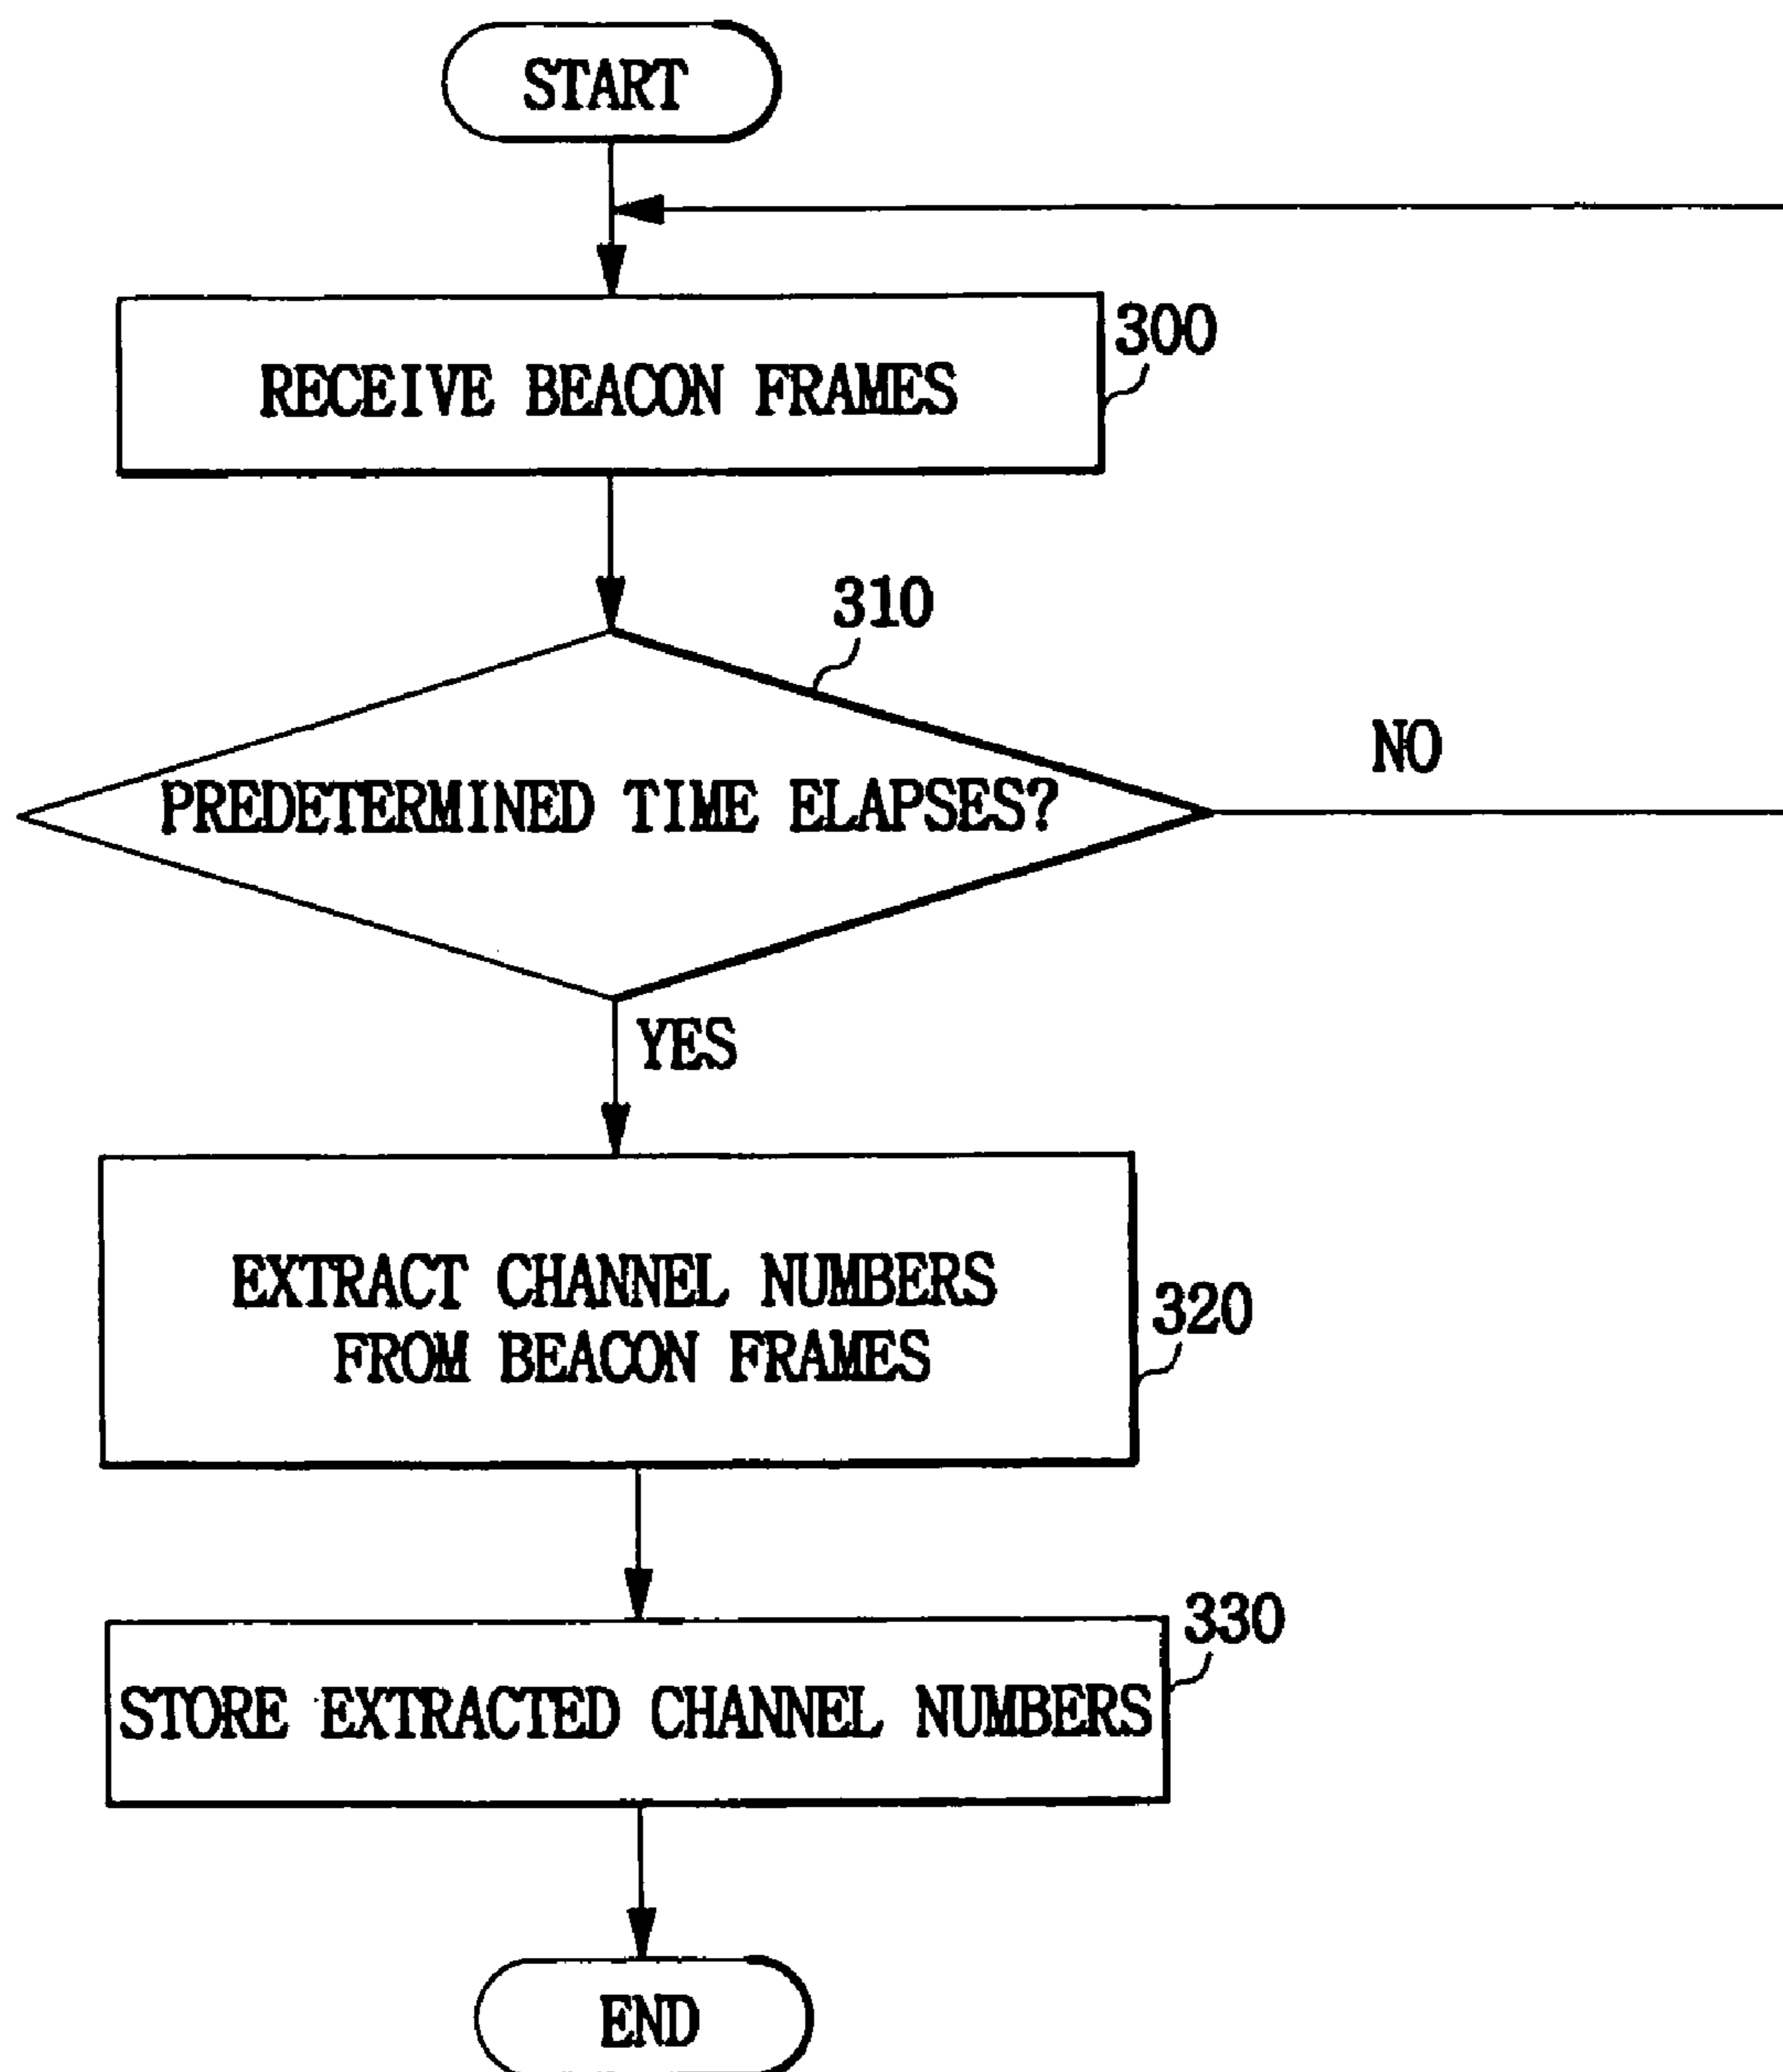 START
RECEIVE BEACON FRAMES
300
310
PREDETERMINED TIME ELAPSES?
NO
YES
EXTRACT CHANNEL NUMBERS
FROM BEACON FRAMES
320
STORE EXTRACTED CHANNEL NUMBERS
330
END